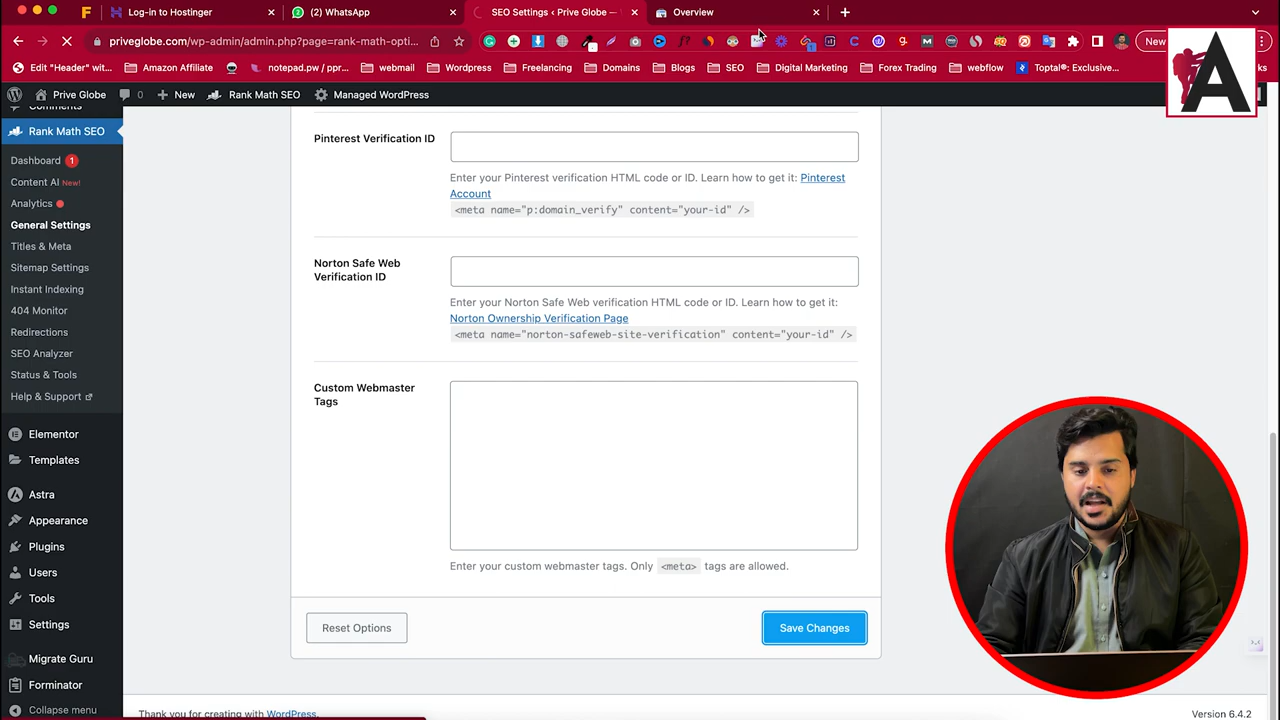 Log-in to Hostinger
(2) WhatsApp
SEO Settings ‹ Prive Globe —
Overview
priveglobe.com/wp-admin/admin.php?page=rank-math-opti...
New
Edit "Header" wit...
Amazon Affiliate
notepad.pw / ppr...
webmail
Wordpress
Freelancing
Domains
Blogs
SEO
Digital Marketing
Forex Trading
webflow
Toptal®: Exclusive...
A
Prive Globe
0
New
Rank Math SEO
Managed WordPress
Comments
Rank Math SEO
Dashboard 1
Content AI New!
Analytics
General Settings
Titles & Meta
Sitemap Settings
Instant Indexing
404 Monitor
Redirections
SEO Analyzer
Status & Tools
Help & Support
Elementor
Templates
Astra
Appearance
Plugins
Users
Tools
Settings
Migrate Guru
Forminator
Collapse menu
Pinterest Verification ID
Enter your Pinterest verification HTML code or ID. Learn how to get it: Pinterest
Account
<meta name="p:domain_verify" content="your-id" />
Norton Safe Web
Verification ID
Enter your Norton Safe Web verification HTML code or ID. Learn how to get it:
Norton Ownership Verification Page
<meta name="norton-safeweb-site-verification" content="your-id" />
Custom Webmaster
Tags
Enter your custom webmaster tags. Only <meta> tags are allowed.
Reset Options
Save Changes
Thank you for creating with WordPress.
Version 6.4.2